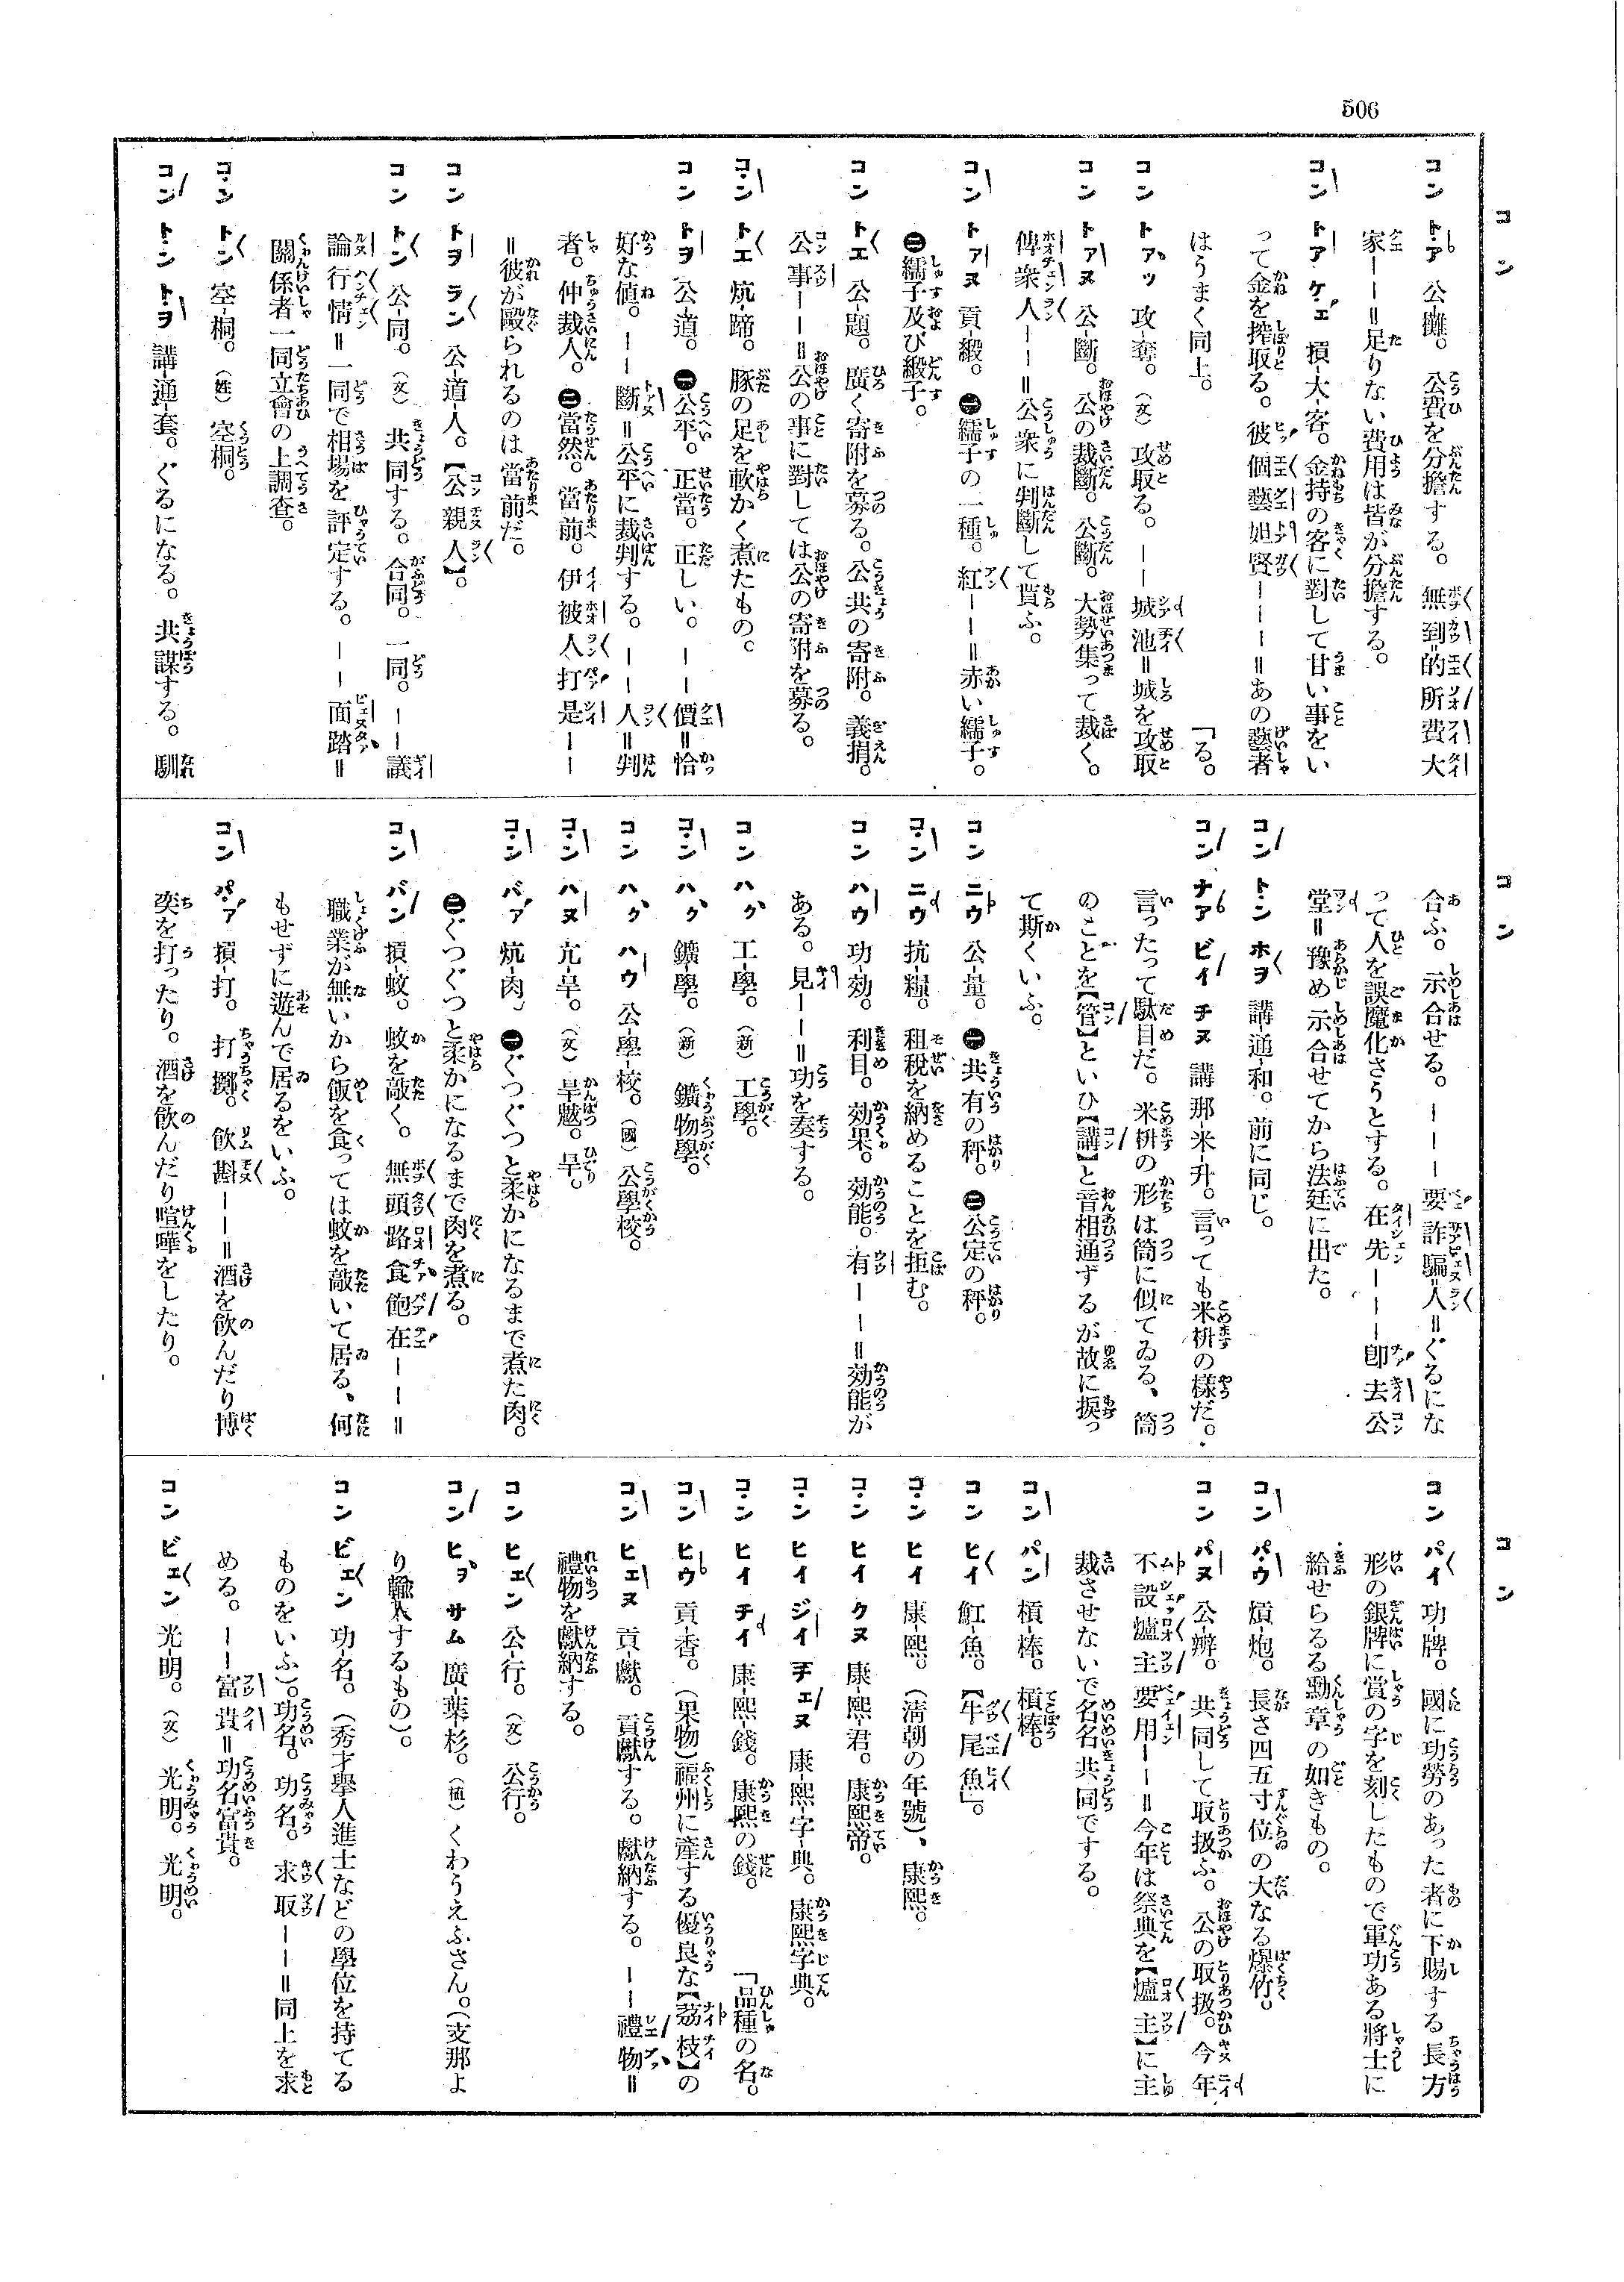 506
コン
コン トア 公-攤。 公費を分擔する。 無到=的所費大
家――=足りない費用は皆が分擔する。
コン トア ケェ 損-大-客。金持の客に對して甘い事をい
って金を搾取る。彼個藝妲賢―――=あの藝者
はうまく同上。 「る。
コン トァッ 攻-奪。（文）攻取る。――城池=城を攻取
コン トァヌ 公-斷。公の裁斷。公斷。大勢集って裁く。
俾衆人――=公衆に判斷して貰ふ。
コン トァヌ 貢-緞。㊀繻子の一種。紅――=赤い繻子。
㊁繻子及び緞子。
コン トエ 公-題。廣く寄附を募る。公共の寄附。義捐。
公事――=公の事に對しては公の寄附を募る。
コン トエ 炕-蹄。豚の足を軟かく煮たもの。
コン トヲ 公-道。㊀公平。正當。正しい。――價=恰
好な値。――斷=公平に裁判する。――人=判
者。仲裁人。㊁當然。當前。伊被人打是――
=彼が毆られるのは當前だ。
コン トヲ ラン 公-道-人。【公親人】。
コン トン 公-同。（文）共同する。合同。一同。――議
論行情=一同で相場を評定する。――面踏=
關係者一同立會の上調査。
コン トン 空-桐。（姓）空桐。
コン トン トヲ 講-通-套。ぐるになる。共謀する。馴
コン
合ふ。示合せる。―――要詐騙=人=ぐるにな
って人を誤魔化さうとする。在先―――卽去公
堂=豫め示合せてから法廷に出た。
コン トン ホヲ 講-通-和。前に同じ。
コン ナア ビイ チヌ 講-那-米-升。言っても米枡の樣だ。
言ったって駄目だ。米枡の形は筒に似てゐる、筒
のことを【管】といひ【講】と音相通ずるが故に捩っ
て斯くいふ。
コン ニウ 公-量。㊀共有の秤。㊁公定の秤。
コン ニウ 抗-糧。租税を納めることを拒む。
コン ハウ 功-効。利目。効果。効能。有――=効能が
ある。見――=功を奏する。
コン ハク 工-學。（新）工學。
コン ハク 鑛-學。（新）鑛物學。
コン ハク ハウ 公-學-校。（國）公學校。
コン ハヌ 亢-旱。（文）旱魃。旱。
コン バァ 炕-肉。㊀ぐつぐつと柔かになるまで煮た肉。
㊁ぐつぐつと柔かになるまで肉を煮る。
コン バン 損-蚊。蚊を敲く。無頭路食飽在――=
職業が無いから飯を食っては蚊を敲いて居る、何
もせずに遊んで居るをいふ。
コン パァ 損-打。打擲。飮斟――=酒を飮んだり博
奕を打ったり。酒を飮んだり喧嘩をしたり。
コン
コン パイ 功-牌。國に功勞のあった者に下賜する長方
形の銀牌に賞の字を刻したもので軍功ある將士に
給せらるる勳章の如きもの。
コン パウ 熕-炮。長さ四五寸位の大なる爆竹。
コン パヌ 公-辨。共同して取扱ふ。公の取扱。今年
不設爐主要用――=今年は祭典を【爐主】に主
裁させないで名名共同でする。
コン パン 槓-棒。槓棒。
コン ヒイ 魟-魚。【牛尾魚】。
コン ヒイ 康-熙。（淸朝の年號）、康熙。
コン ヒイ クヌ 康-熙-君。康熙帝。
コン ヒイ ジイ チェヌ 康-熙-字-典。康熙字典。
コン ヒイ チイ 康-熙-錢。康熙の錢。 「品種の名。
コン ヒウ 貢-香。（果物）福州に産する優良な【荔枝】の
コン ヒェヌ 貢-獻。貢獻する。獻納する。――禮物=
禮物を獻納する。
コン ヒェン 公-行。（文）公行。
コン ヒヲ サム 廣-葉-杉。（植）くわうえふさん。（支那よ
り輸入するもの）。
コン ビェン 功-名。（秀才擧人進士などの學位を持てる
ものをいふ）。功名。功名。求取――=同上を求
める。――富貴=功名富貴。
コン ビェン 光-明。（文）光明。光明。